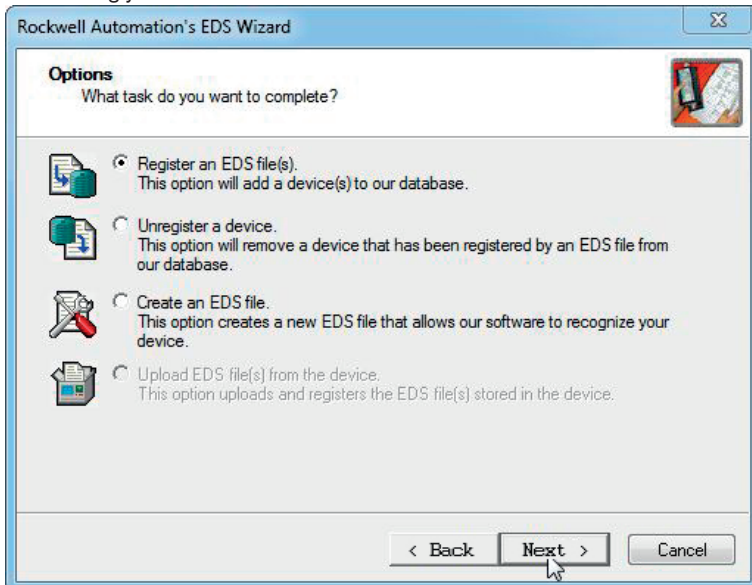 Rockwell Automation's EDS Wizard
Options
What task do you want to complete?
Register an EDS file(s).
This option will add a device(s) to our database.
Unregister a device.
This option will remove a device that has been registered by an EDS file from
our database.
Create an EDS file.
This option creates a new EDS file that allows our software to recognize your
device.
Upload EDS file(s) from the device.
This option uploads and registers the EDS file(s) stored in the device.
< Back Next > Cancel